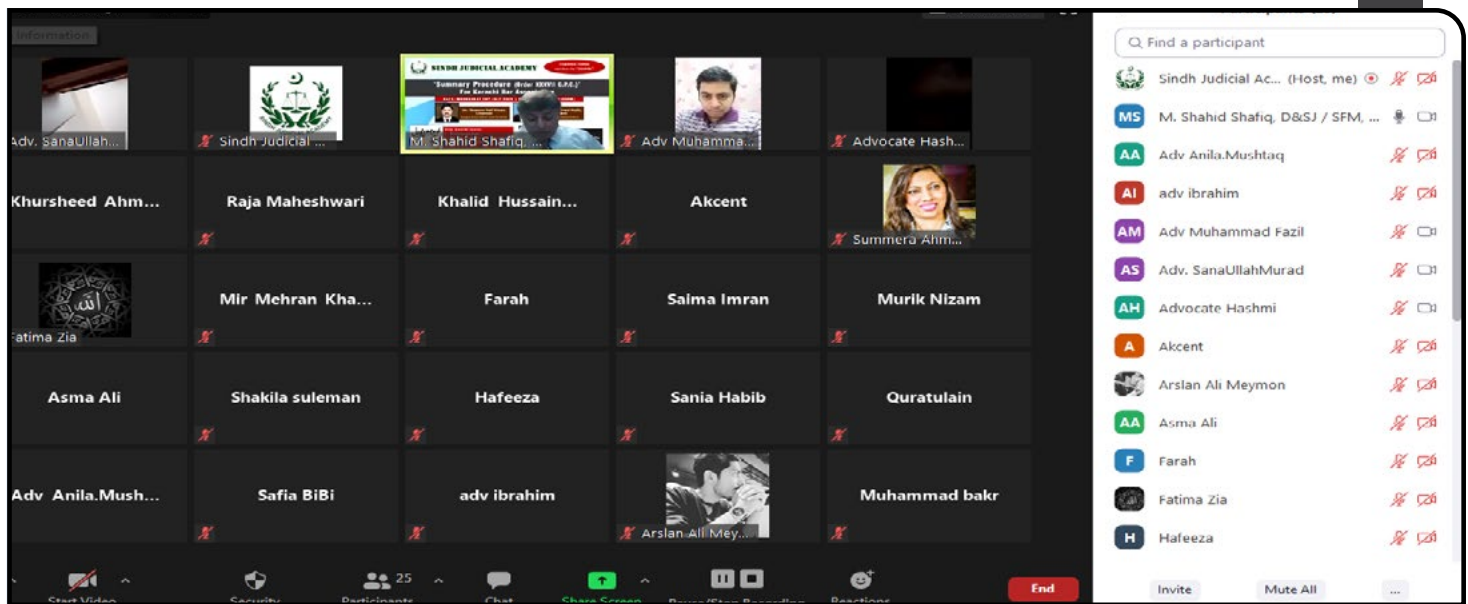 Information
Adv. SanaUllah...
Sindh Judicial ...
SINDH JUDICIAL ACADEMY
"Summary Procedure (Order XXXVII C.P.C.)"
For Karachi Bar
M. Shahid Shafiq, ...
Adv Muhamma...
Advocate Hash...
Khursheed Ahm...
Raja Maheshwari
Khalid Hussain...
Akcent
Summera Ahm...
الله
Fatima Zia
Mir Mehran Kha...
Farah
Saima Imran
Murik Nizam
Asma Ali
Shakila suleman
Hafeeza
Sania Habib
Quratulain
Adv Anila.Mush...
Safia BiBi
adv ibrahim
Arslan Ali Mey...
Muhammad bakr
Start Video
Security
25
Participants
Chat
Share Screen
Pause/Stop Recording
Reactions
End
Find a participant
Sindh Judicial Ac... (Host, me)
MS M. Shahid Shafiq, D&SJ / SFM, ...
AA Adv Anila.Mushtaq
AI adv ibrahim
AM Adv Muhammad Fazil
AS Adv. SanaUllahMurad
AH Advocate Hashmi
A Akcent
Arslan Ali Meymon
AA Asma Ali
F Farah
Fatima Zia
H Hafeeza
Invite
Mute All
...